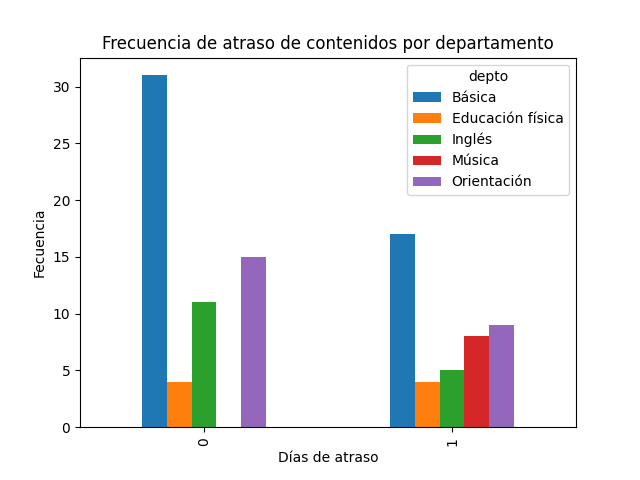 Frecuencia de atraso de contenidos por departamento
depto
Básica
Educación física
Inglés
Música
Orientación
Fecuencia
30
25
20
15
10
5
0
0
1
Días de atraso